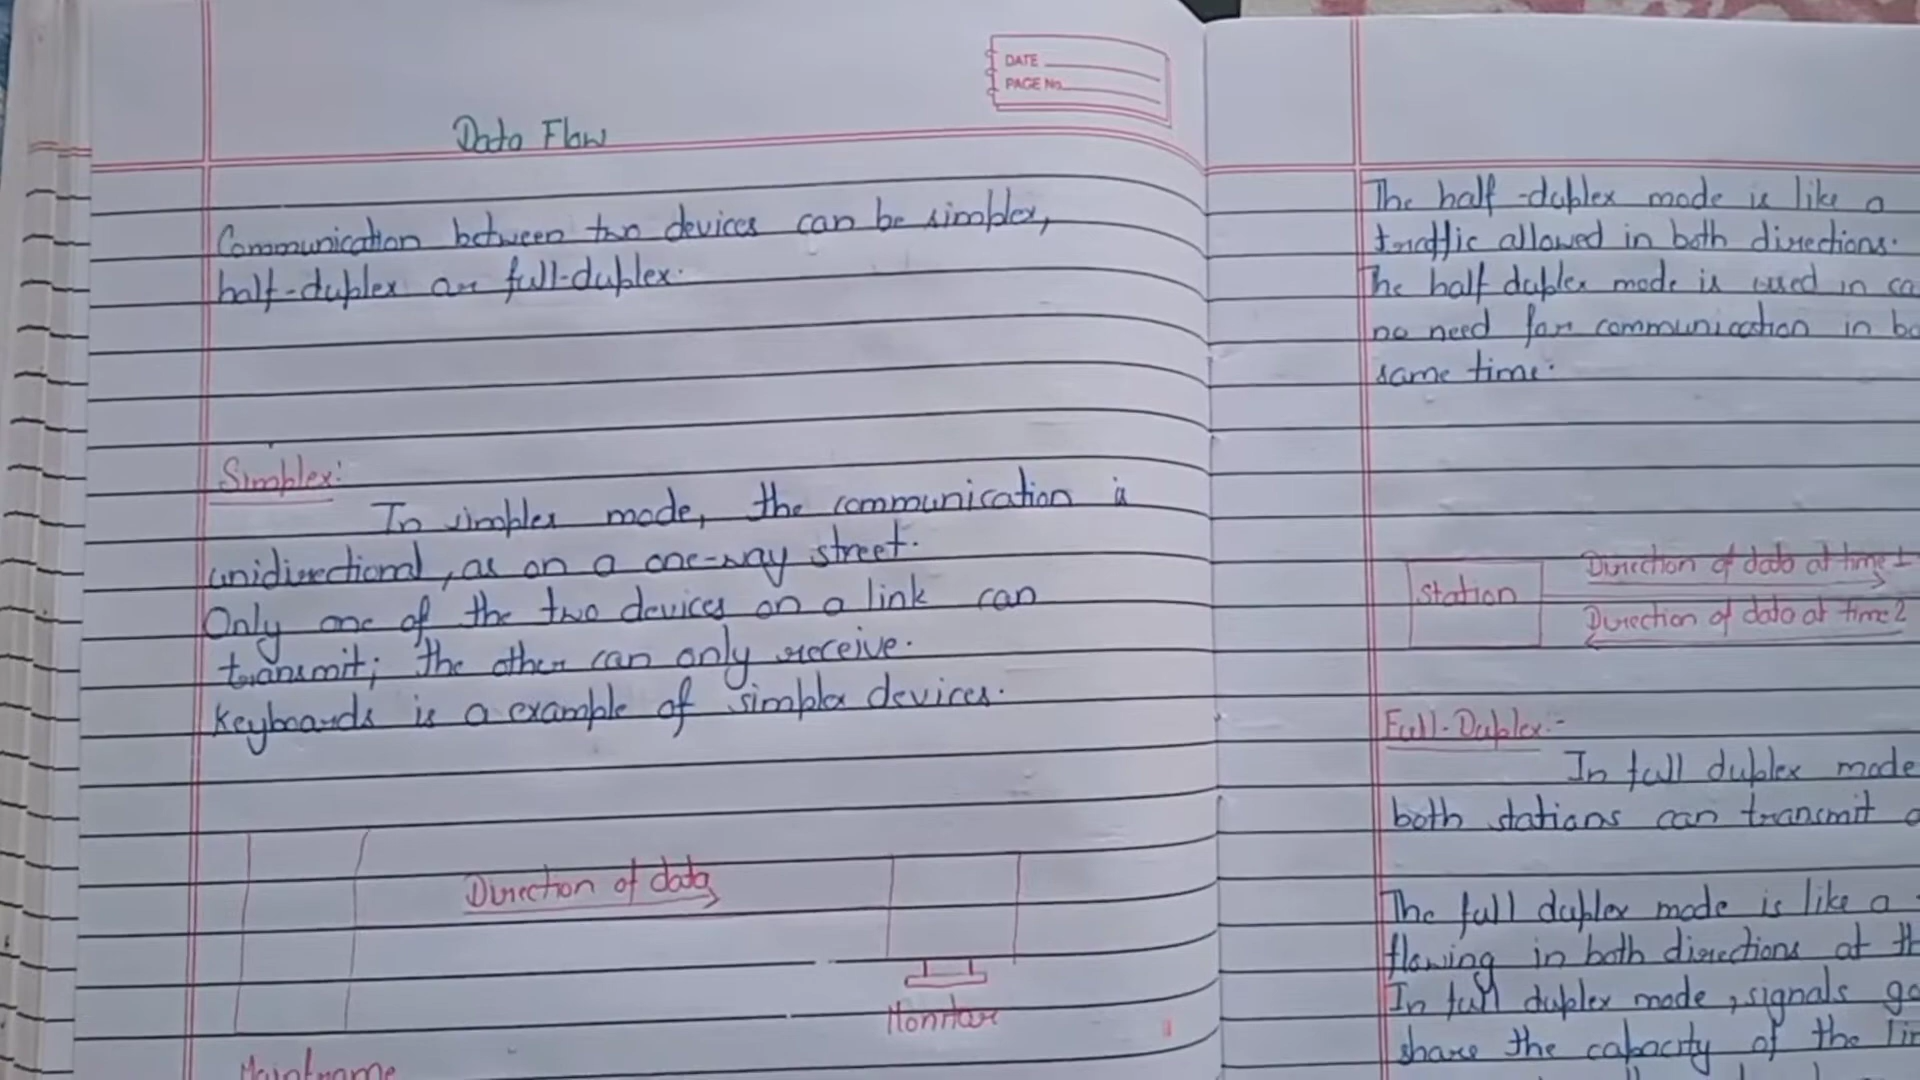 DATE
PAGE No.
Data Flow
Communication between two devices can be simplex,
half-duplex or full-duplex.
Simplex:
In simplex mode, the communication is
unidirectional, as on a one-way street.
Only one of the two devices on a link can
transmit; the other can only receive.
Keyboards is a example of simplex devices.
Direction of data
Monitor
Mainframe
The half-duplex mode is like a
traffic allowed in both directions.
The half duplex mode is used in ca
no need for communication in bo
same time.
Station
Direction of data at time 1
Direction of data at time 2
Full-Duplex:-
In full duplex mode
both stations can transmit a
The full duplex mode is like a
flowing in both directions at th
In full duplex mode, signals go
share the capacity of the lin